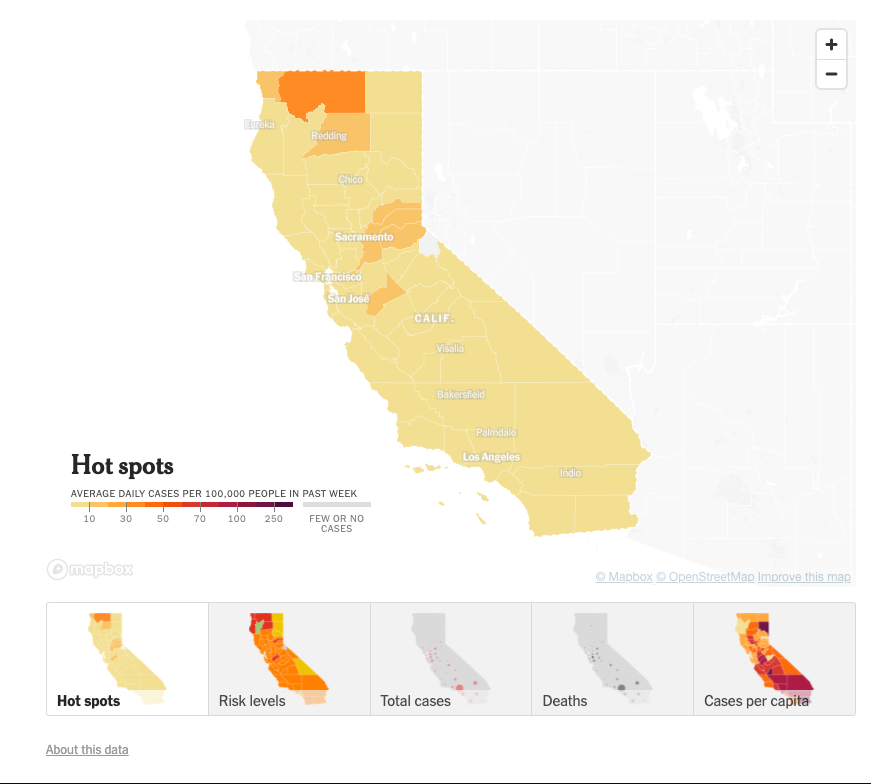 +
−
Eureka
Redding
Chico
Sacramento
San Francisco
San José
CALIF.
Visalia
Bakersfield
Palmdale
Los Angeles
Indio
Hot spots
AVERAGE DAILY CASES PER 100,000 PEOPLE IN PAST WEEK
10 30 50 70 100 250 FEW OR NO
CASES
mapbox
© Mapbox © OpenStreetMap Improve this map
Hot spots Risk levels Total cases Deaths Cases per capita
About this data